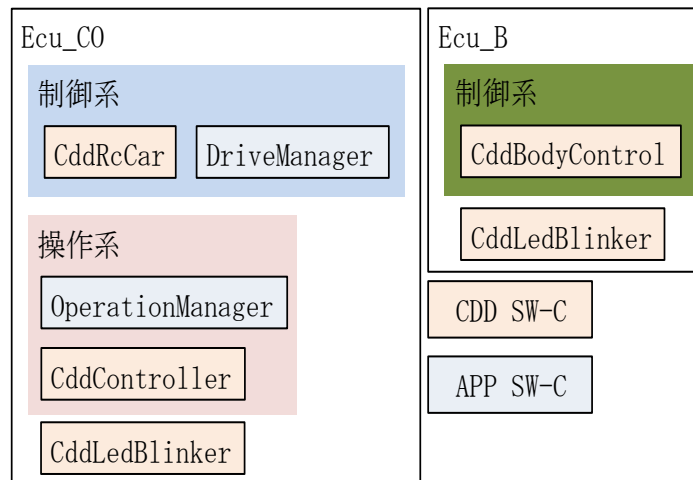 Ecu_CO
制御系
CddRcCar
DriveManager
操作系
OperationManager
CddController
CddLedBlinker
Ecu_B
制御系
CddBodyControl
CddLedBlinker
CDD SW-C
APP SW-C